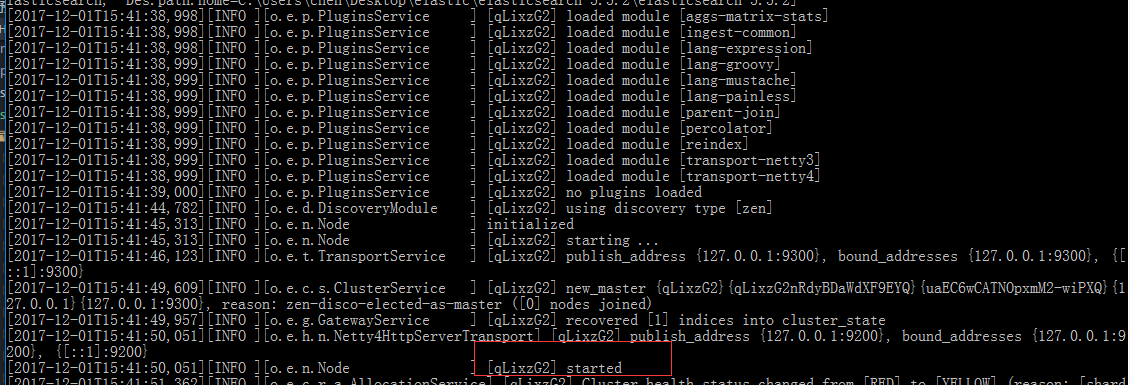 elasticsearch, -Des.path.home=C:\Users\chen\Desktop\elastic\elasticsearch-5.5.2\elasticsearch-5.5.2]
[2017-12-01T15:41:38,998][INFO ][o.e.p.PluginsService     ] [qLixzG2] loaded module [aggs-matrix-stats]
[2017-12-01T15:41:38,998][INFO ][o.e.p.PluginsService     ] [qLixzG2] loaded module [ingest-common]
[2017-12-01T15:41:38,998][INFO ][o.e.p.PluginsService     ] [qLixzG2] loaded module [lang-expression]
[2017-12-01T15:41:38,999][INFO ][o.e.p.PluginsService     ] [qLixzG2] loaded module [lang-groovy]
[2017-12-01T15:41:38,999][INFO ][o.e.p.PluginsService     ] [qLixzG2] loaded module [lang-mustache]
[2017-12-01T15:41:38,999][INFO ][o.e.p.PluginsService     ] [qLixzG2] loaded module [lang-painless]
[2017-12-01T15:41:38,999][INFO ][o.e.p.PluginsService     ] [qLixzG2] loaded module [parent-join]
[2017-12-01T15:41:38,999][INFO ][o.e.p.PluginsService     ] [qLixzG2] loaded module [percolator]
[2017-12-01T15:41:38,999][INFO ][o.e.p.PluginsService     ] [qLixzG2] loaded module [reindex]
[2017-12-01T15:41:38,999][INFO ][o.e.p.PluginsService     ] [qLixzG2] loaded module [transport-netty3]
[2017-12-01T15:41:38,999][INFO ][o.e.p.PluginsService     ] [qLixzG2] loaded module [transport-netty4]
[2017-12-01T15:41:39,000][INFO ][o.e.p.PluginsService     ] [qLixzG2] no plugins loaded
[2017-12-01T15:41:44,782][INFO ][o.e.d.DiscoveryModule    ] [qLixzG2] using discovery type [zen]
[2017-12-01T15:41:45,313][INFO ][o.e.n.Node               ] initialized
[2017-12-01T15:41:45,313][INFO ][o.e.n.Node               ] [qLixzG2] starting ...
[2017-12-01T15:41:46,123][INFO ][o.e.t.TransportService   ] [qLixzG2] publish_address {127.0.0.1:9300}, bound_addresses {127.0.0.1:9300}, {[
::1]:9300}
[2017-12-01T15:41:49,609][INFO ][o.e.c.s.ClusterService   ] [qLixzG2] new_master {qLixzG2}{qLixzG2nRdyBDaWdXF9EYQ}{uaEC6wCATNOpxmM2-wiPXQ}{1
27.0.0.1}{127.0.0.1:9300}, reason: zen-disco-elected-as-master ([0] nodes joined)
[2017-12-01T15:41:49,957][INFO ][o.e.g.GatewayService     ] [qLixzG2] recovered [1] indices into cluster_state
[2017-12-01T15:41:50,051][INFO ][o.e.h.n.Netty4HttpServerTransport] [qLixzG2] publish_address {127.0.0.1:9200}, bound_addresses {127.0.0.1:9
200}, {[::1]:9200}
[2017-12-01T15:41:50,051][INFO ][o.e.n.Node               ] [qLixzG2] started
[2017-12-01T15:41:51,362][INFO ][o.e.c.r.a.AllocationService] [qLixzG2] Cluster health status changed from [RED] to [YELLOW] (reason: [shard